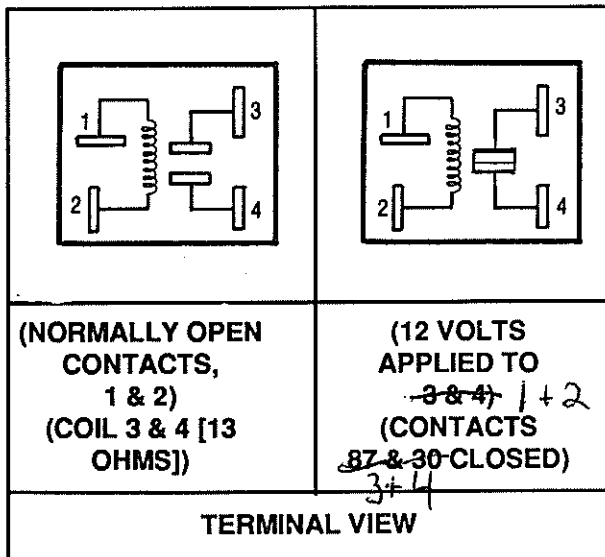 1
2
3
4
1
2
3
4
(NORMALLY OPEN
CONTACTS,
1 & 2)
(COIL 3 & 4 [13
OHMS])
(12 VOLTS
APPLIED TO
3 & 4) 1 + 2
(CONTACTS
87 & 30 CLOSED)
3+4
TERMINAL VIEW